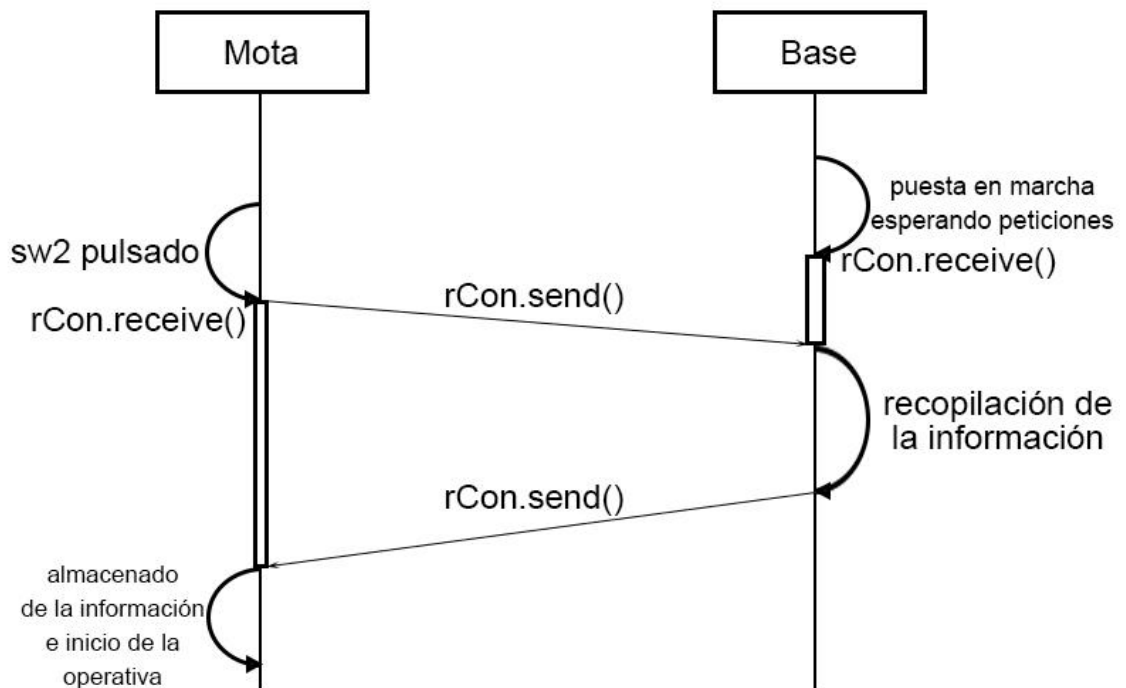 Mota
Base
puesta en marcha
esperando peticiones
sw2 pulsado
rCon.receive()
rCon.send()
rCon.receive()
recopilación de
la información
rCon.send()
almacenado
de la información
e inicio de la
operativa